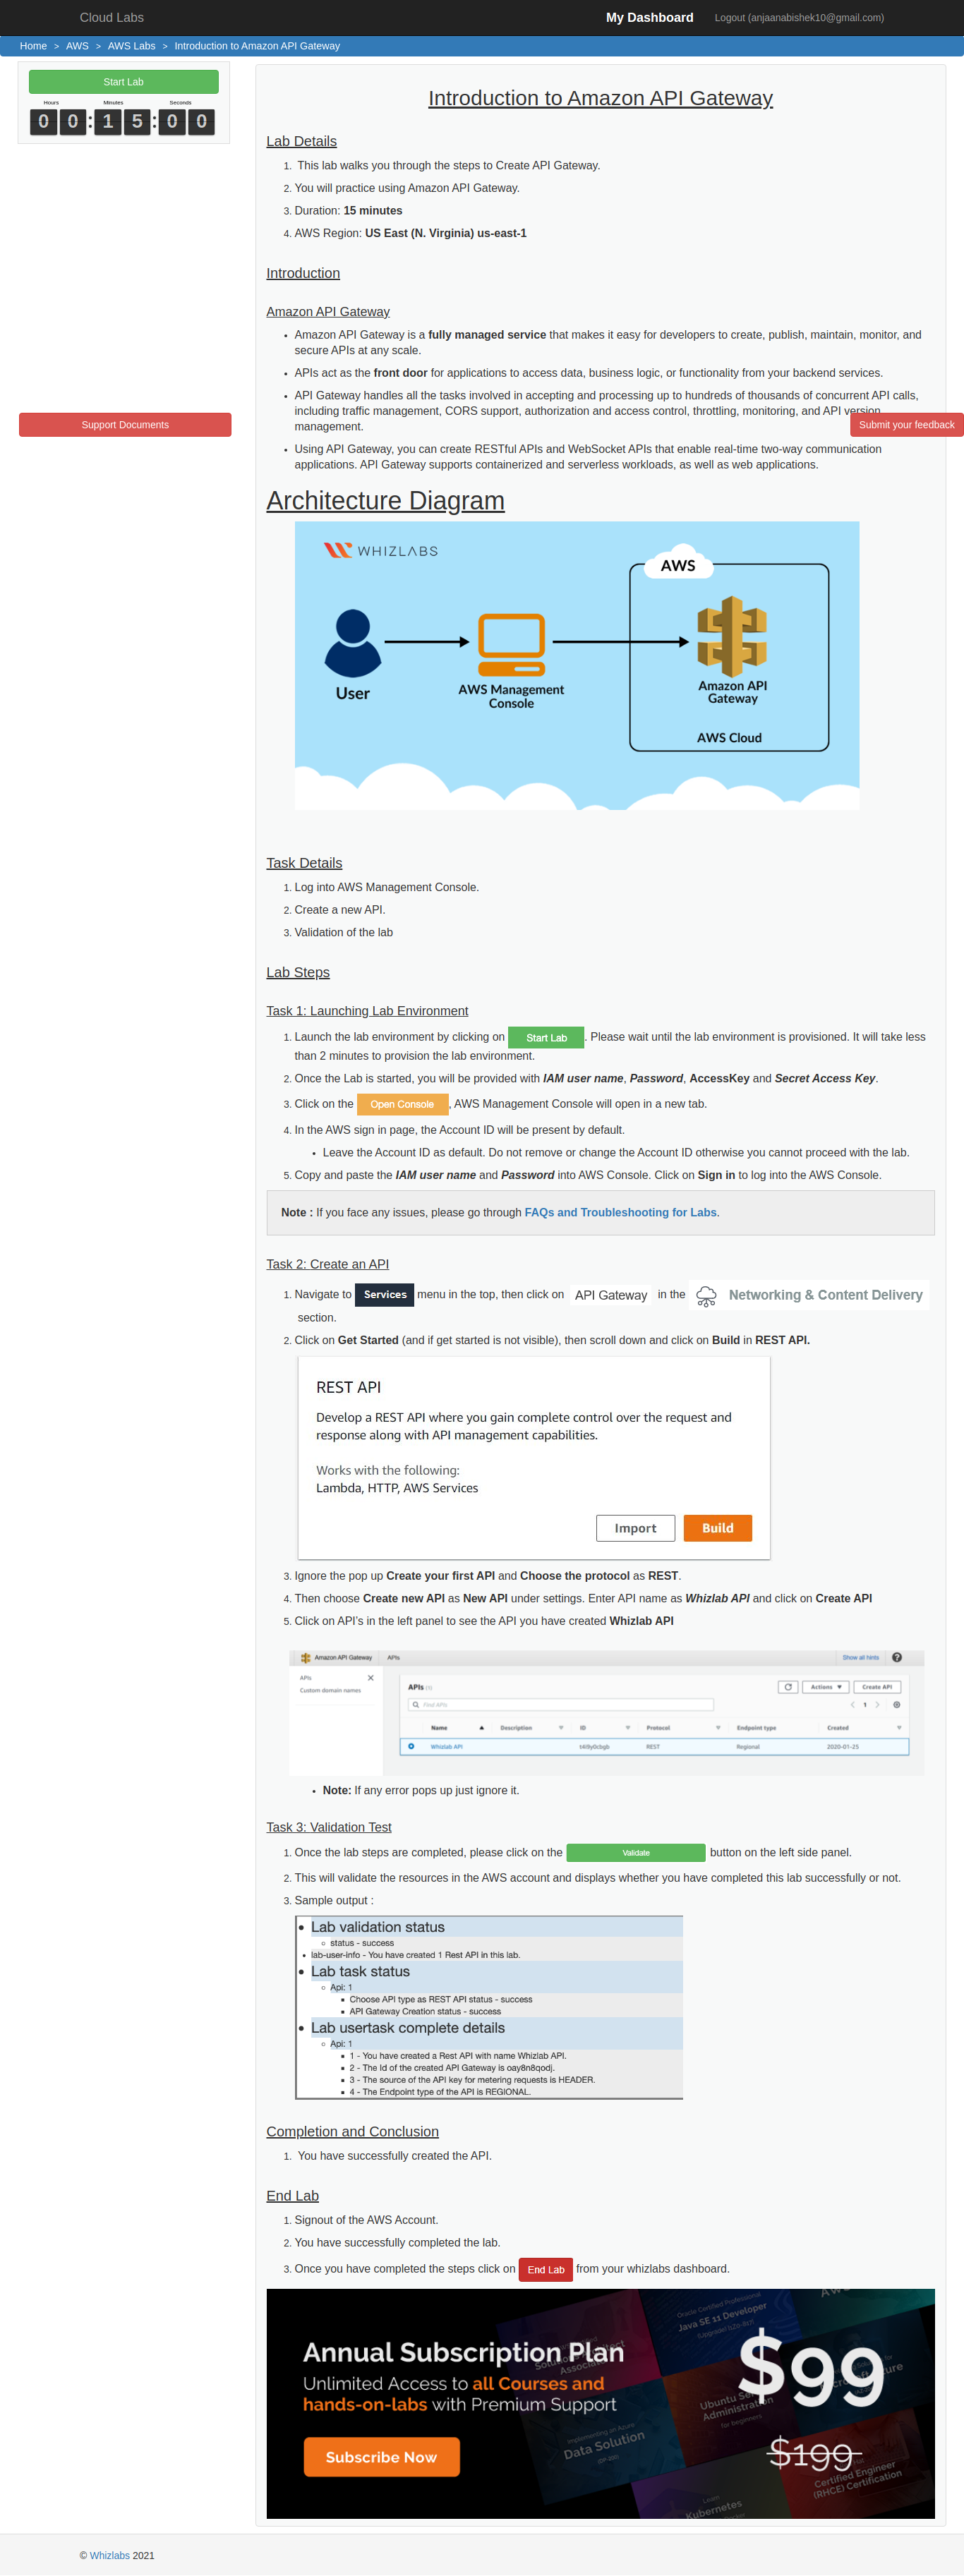 Cloud Labs
My Dashboard
Logout (anjaanabishek10@gmail.com)
Home > AWS > AWS Labs > Introduction to Amazon API Gateway
Start Lab
Hours Minutes Seconds
0 0 : 1 5 : 0 0
Support Documents
Submit your feedback
Introduction to Amazon API Gateway
Lab Details
1. This lab walks you through the steps to Create API Gateway.
2. You will practice using Amazon API Gateway.
3. Duration: 15 minutes
4. AWS Region: US East (N. Virginia) us-east-1
Introduction
Amazon API Gateway
• Amazon API Gateway is a fully managed service that makes it easy for developers to create, publish, maintain, monitor, and
secure APIs at any scale.
• APIs act as the front door for applications to access data, business logic, or functionality from your backend services.
• API Gateway handles all the tasks involved in accepting and processing up to hundreds of thousands of concurrent API calls,
including traffic management, CORS support, authorization and access control, throttling, monitoring, and API version
management.
• Using API Gateway, you can create RESTful APIs and WebSocket APIs that enable real-time two-way communication
applications. API Gateway supports containerized and serverless workloads, as well as web applications.
Architecture Diagram
WHIZLABS
AWS
User
AWS Management
Console
Amazon API
Gateway
AWS Cloud
Task Details
1. Log into AWS Management Console.
2. Create a new API.
3. Validation of the lab
Lab Steps
Task 1: Launching Lab Environment
1. Launch the lab environment by clicking on Start Lab. Please wait until the lab environment is provisioned. It will take less
than 2 minutes to provision the lab environment.
2. Once the Lab is started, you will be provided with IAM user name, Password, AccessKey and Secret Access Key.
3. Click on the Open Console, AWS Management Console will open in a new tab.
4. In the AWS sign in page, the Account ID will be present by default.
• Leave the Account ID as default. Do not remove or change the Account ID otherwise you cannot proceed with the lab.
5. Copy and paste the IAM user name and Password into AWS Console. Click on Sign in to log into the AWS Console.
Note : If you face any issues, please go through FAQs and Troubleshooting for Labs.
Task 2: Create an API
1. Navigate to Services menu in the top, then click on API Gateway in the Networking & Content Delivery
section.
2. Click on Get Started (and if get started is not visible), then scroll down and click on Build in REST API.
REST API
Develop a REST API where you gain complete control over the request and
response along with API management capabilities.
Works with the following:
Lambda, HTTP, AWS Services
Import Build
3. Ignore the pop up Create your first API and Choose the protocol as REST.
4. Then choose Create new API as New API under settings. Enter API name as Whizlab API and click on Create API
5. Click on API's in the left panel to see the API you have created Whizlab API
Amazon API Gateway APIs Show all hints ?
APIs
Custom domain names
APIs (1) Actions Create API
Find APIs 1
Name Description ID Protocol Endpoint type Created
Whizlab API REST Regional 2020-01-25
• Note: If any error pops up just ignore it.
Task 3: Validation Test
1. Once the lab steps are completed, please click on the Validate button on the left side panel.
2. This will validate the resources in the AWS account and displays whether you have completed this lab successfully or not.
3. Sample output :
• Lab validation status
status - success
• lab-user-info - You have created 1 Rest API in this lab.
• Lab task status
Api: 1
Choose API type as REST API status - success
API Gateway Creation status - success
• Lab usertask complete details
Api: 1
1 - You have created a Rest API with name Whizlab API.
2 - The Id of the created API Gateway is oay8n8qodj.
3 - The source of the API key for metering requests is HEADER.
4 - The Endpoint type of the API is REGIONAL.
Completion and Conclusion
1. You have successfully created the API.
End Lab
1. Signout of the AWS Account.
2. You have successfully completed the lab.
3. Once you have completed the steps click on End Lab from your whizlabs dashboard.
Annual Subscription Plan
Unlimited Access to all Courses and
hands-on-labs with Premium Support
Subscribe Now
$99
$199
Oracle Certified Professional
Java SE 11 Developer
Data Solution
Certified Engineer
(RHCE) Certification
Kubernetes
© Whizlabs 2021